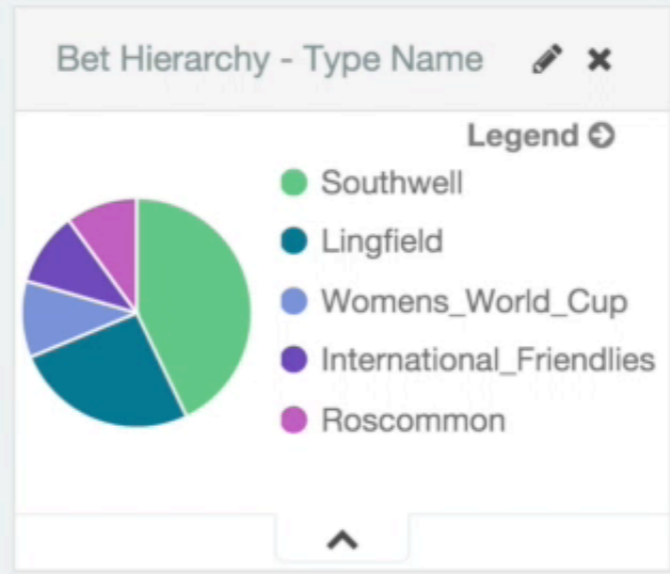 Bet Hierarchy - Type Name
Legend
Southwell
Lingfield
Womens_World_Cup
International_Friendlies
Roscommon